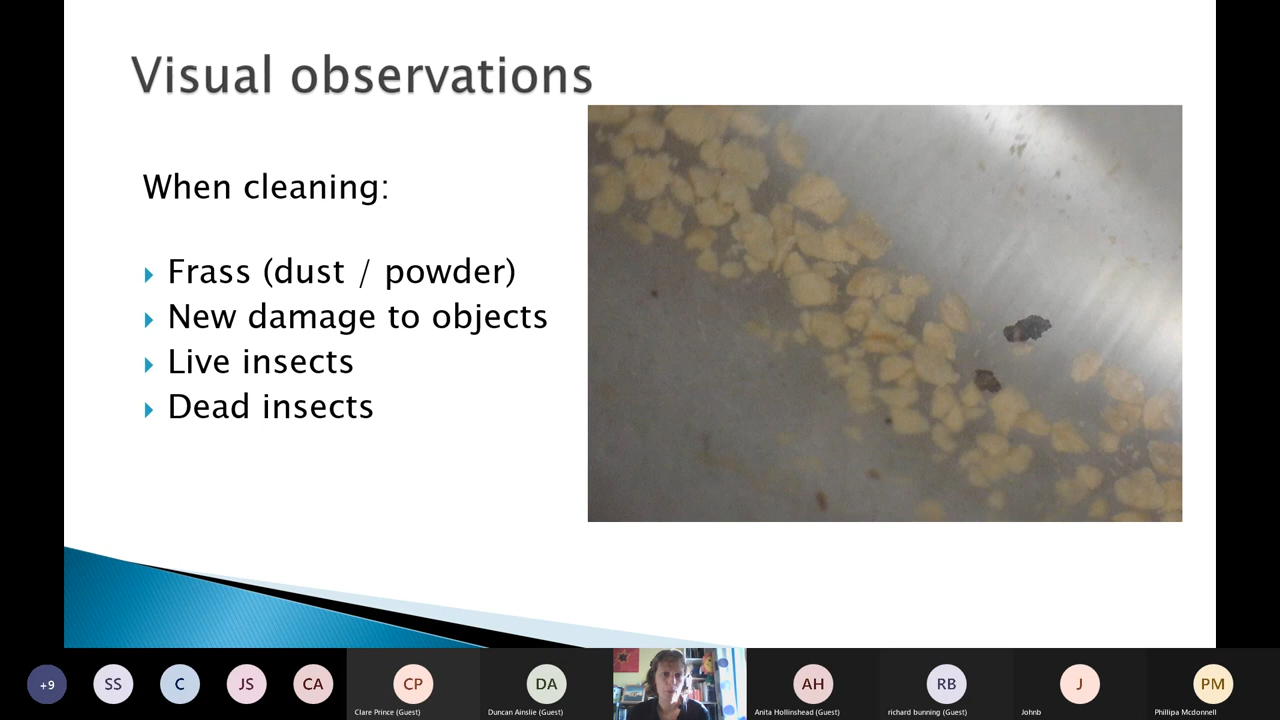 Visual observations
When cleaning:
Frass (dust / powder)
New damage to objects
Live insects
Dead insects
+9
SS
C
JS
CA
CP
Clare Prince (Guest)
DA
Duncan Ainslie (Guest)
AH
Anita Hollinshead (Guest)
RB
richard bunning (Guest)
J
Johnb
PM
Phillipa Mcdonnell